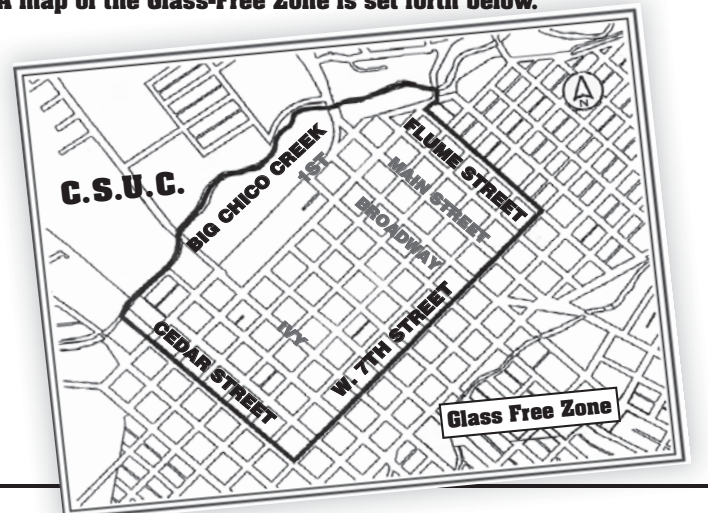 A map of the Glass-Free Zone is set forth below.
A
N
C.S.U.C.
BIG CHICO CREEK
1ST
FLUME STREET
MAIN STREET
BROADWAY
IVY
CEDAR STREET
W. 7TH STREET
Glass Free Zone